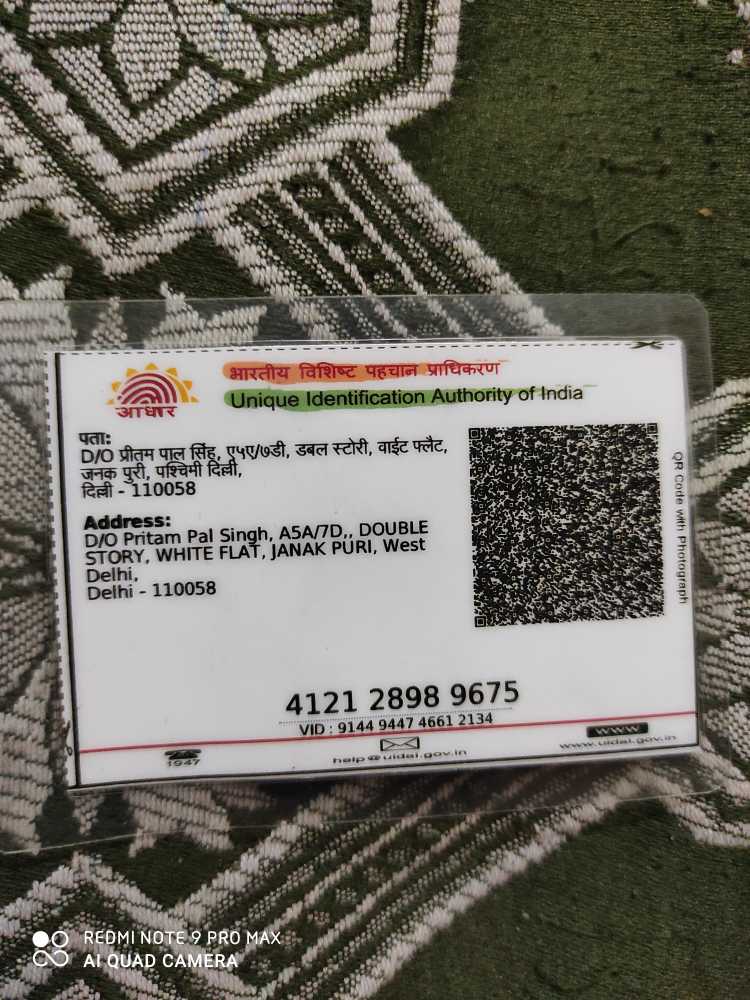 भारतीय विशिष्ट पहचान प्राधिकरण
Unique Identification Authority of India
आधार
पता:
D/O प्रीतम पाल सिंह, ए५ए/७डी, डबल स्टोरी, वाईट फ्लैट,
जनक पुरी, पश्चिमी दिल्ली,
दिल्ली - 110058
Address:
D/O Pritam Pal Singh, A5A/7D,, DOUBLE
STORY, WHITE FLAT, JANAK PURI, West
Delhi,
Delhi - 110058
QR Code with Photograph
4121 2898 9675
VID : 9144 9447 4661 2134
1947
help@uidai.gov.in
WWW
www.uidai.gov.in
REDMI NOTE 9 PRO MAX
AI QUAD CAMERA